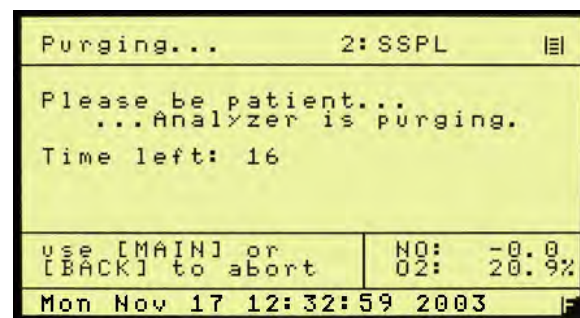 Purging... 2:SSPL
Please be patient...
...Analyzer is purging.
Time left: 16
use [MAIN] or
[BACK] to abort
NO: -0.0
O2: 20.9%
Mon Nov 17 12:32:59 2003